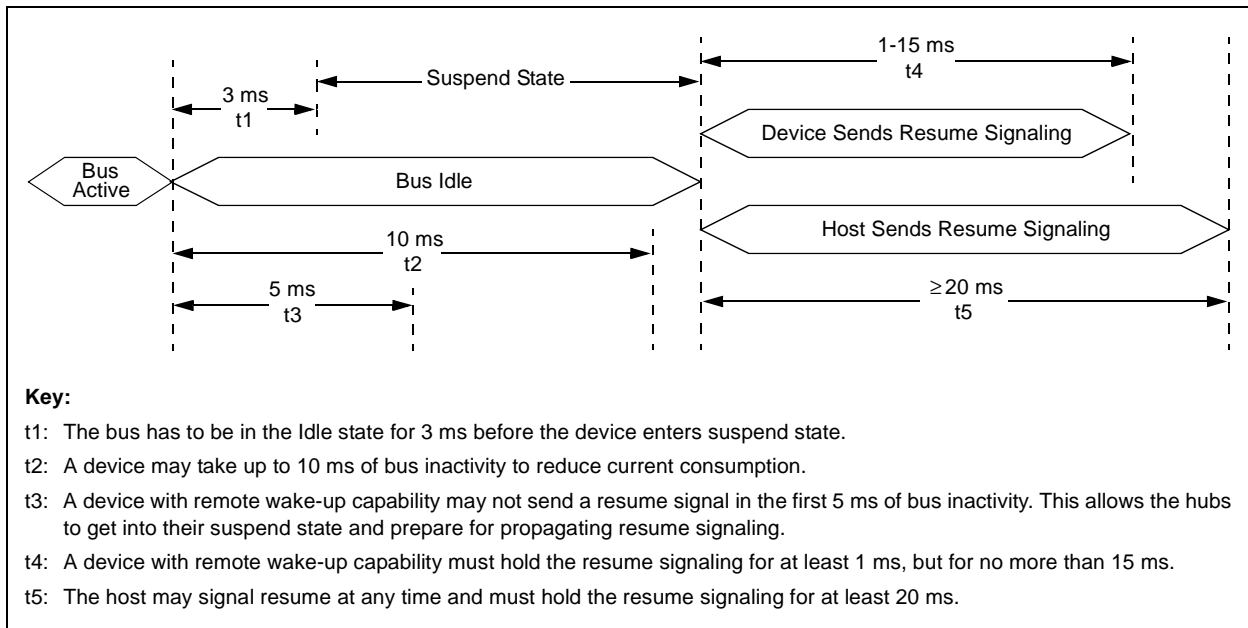 1-15 ms
t4
Suspend State
3 ms
t1
Device Sends Resume Signaling
Bus
Active
Bus Idle
Host Sends Resume Signaling
10 ms
t2
5 ms
t3
≥20 ms
t5
Key:
t1: The bus has to be in the Idle state for 3 ms before the device enters suspend state.
t2: A device may take up to 10 ms of bus inactivity to reduce current consumption.
t3: A device with remote wake-up capability may not send a resume signal in the first 5 ms of bus inactivity. This allows the hubs
to get into their suspend state and prepare for propagating resume signaling.
t4: A device with remote wake-up capability must hold the resume signaling for at least 1 ms, but for no more than 15 ms.
t5: The host may signal resume at any time and must hold the resume signaling for at least 20 ms.